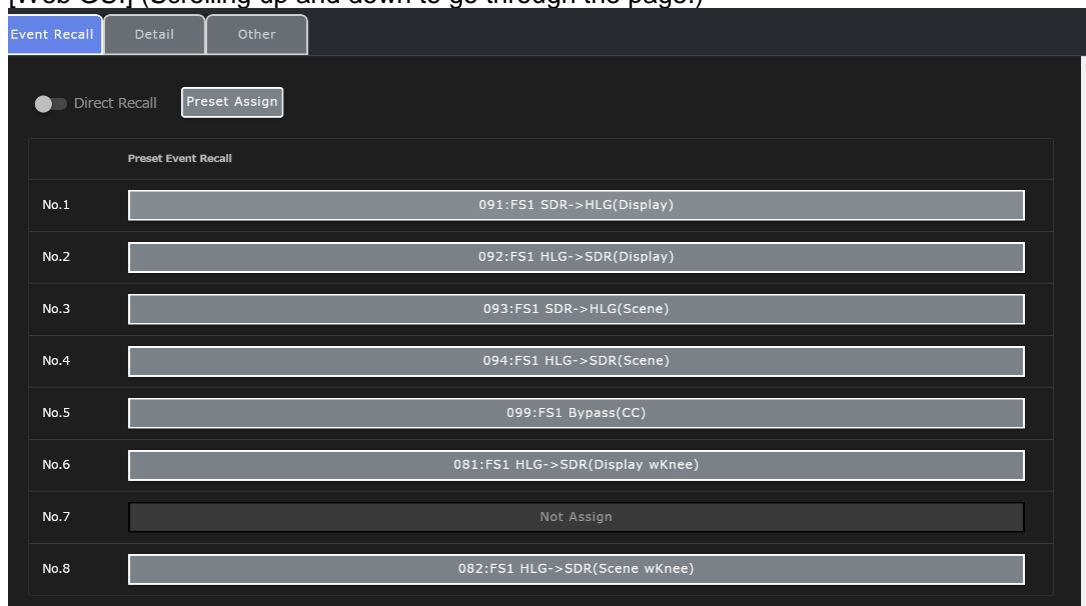 [Web GUI] (Scrolling up and down to go through the page.)
Event Recall Detail Other
Direct Recall Preset Assign
Preset Event Recall
No.1 091:FS1 SDR->HLG(Display)
No.2 092:FS1 HLG->SDR(Display)
No.3 093:FS1 SDR->HLG(Scene)
No.4 094:FS1 HLG->SDR(Scene)
No.5 099:FS1 Bypass(CC)
No.6 081:FS1 HLG->SDR(Display wKnee)
No.7 Not Assign
No.8 082:FS1 HLG->SDR(Scene wKnee)